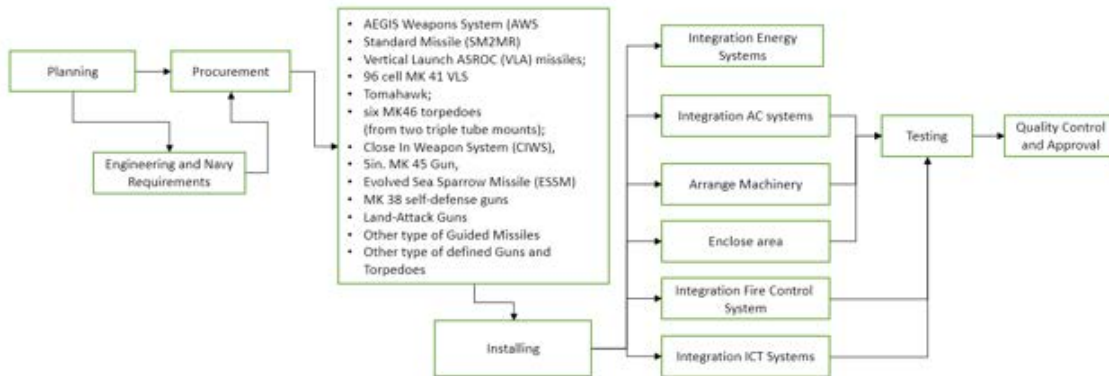 Planning
Procurement
Engineering and Navy
Requirements
• AEGIS Weapons System (AWS
• Standard Missile (SM2MR)
• Vertical Launch ASROC (VLA) missiles;
• 96 cell MK 41 VLS
• Tomahawk;
• six MK46 torpedoes
(from two triple tube mounts);
• Close In Weapon System (CIWS),
• 5in. MK 45 Gun,
• Evolved Sea Sparrow Missile (ESSM)
• MK 38 self-defense guns
• Land-Attack Guns
• Other type of Guided Missiles
• Other type of defined Guns and
Torpedoes
Installing
Integration Energy
Systems
Integration AC systems
Arrange Machinery
Enclose area
Integration Fire Control
System
Integration ICT Systems
Testing
Quality Control
and Approval